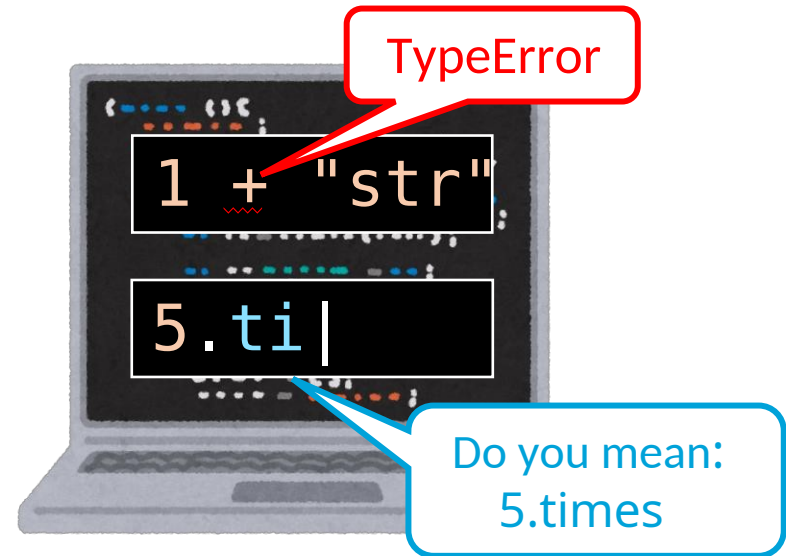 TypeError
1 + "str"
5.ti
Do you mean:
5.times